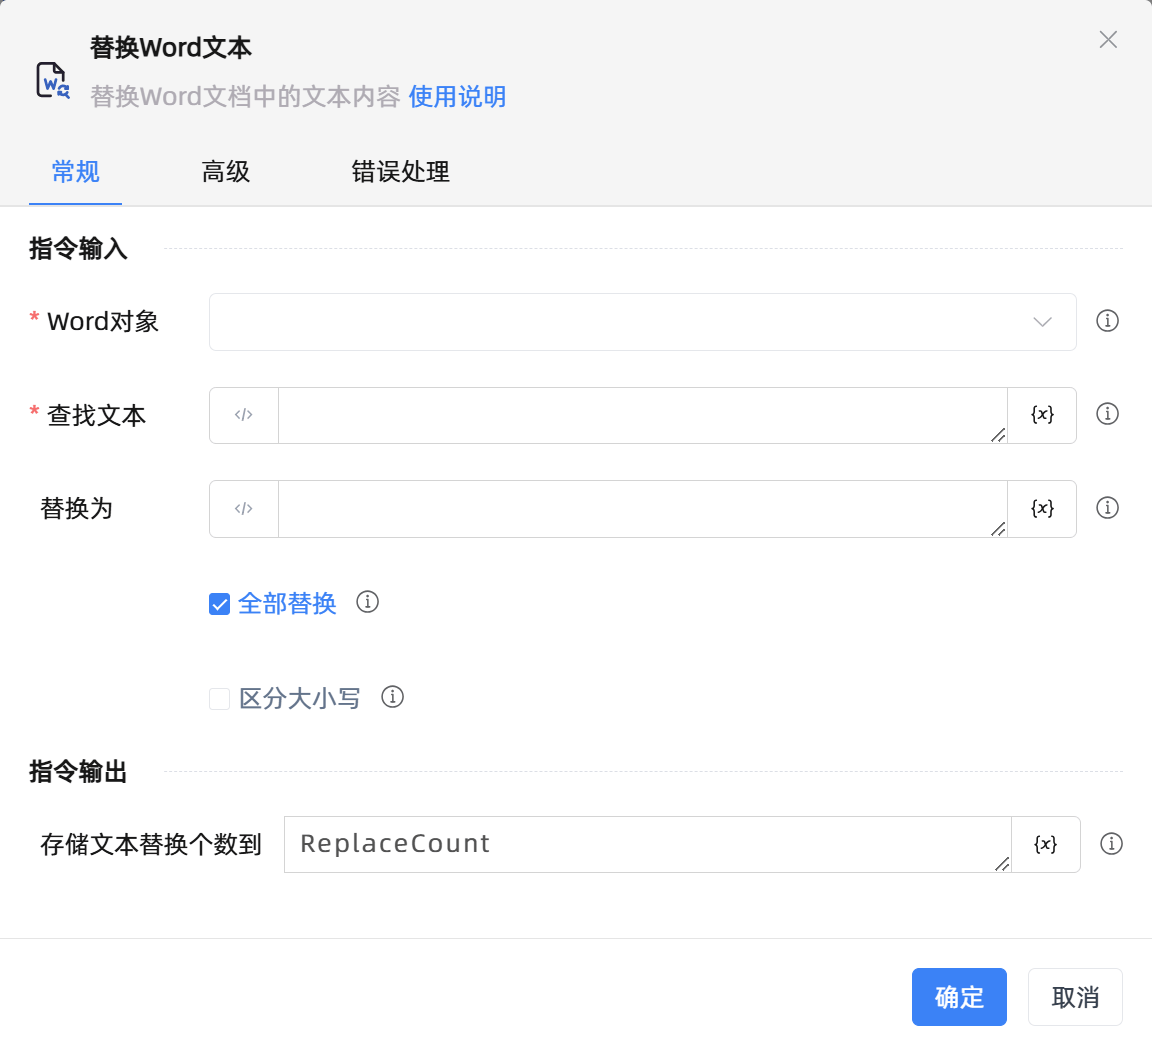 替换Word文本
替换Word文档中的文本内容 使用说明
常规 高级 错误处理
指令输入
* Word对象
* 查找文本 </> {x}
替换为 </> {x}
全部替换
区分大小写
指令输出
存储文本替换个数到 ReplaceCount {x}
确定 取消